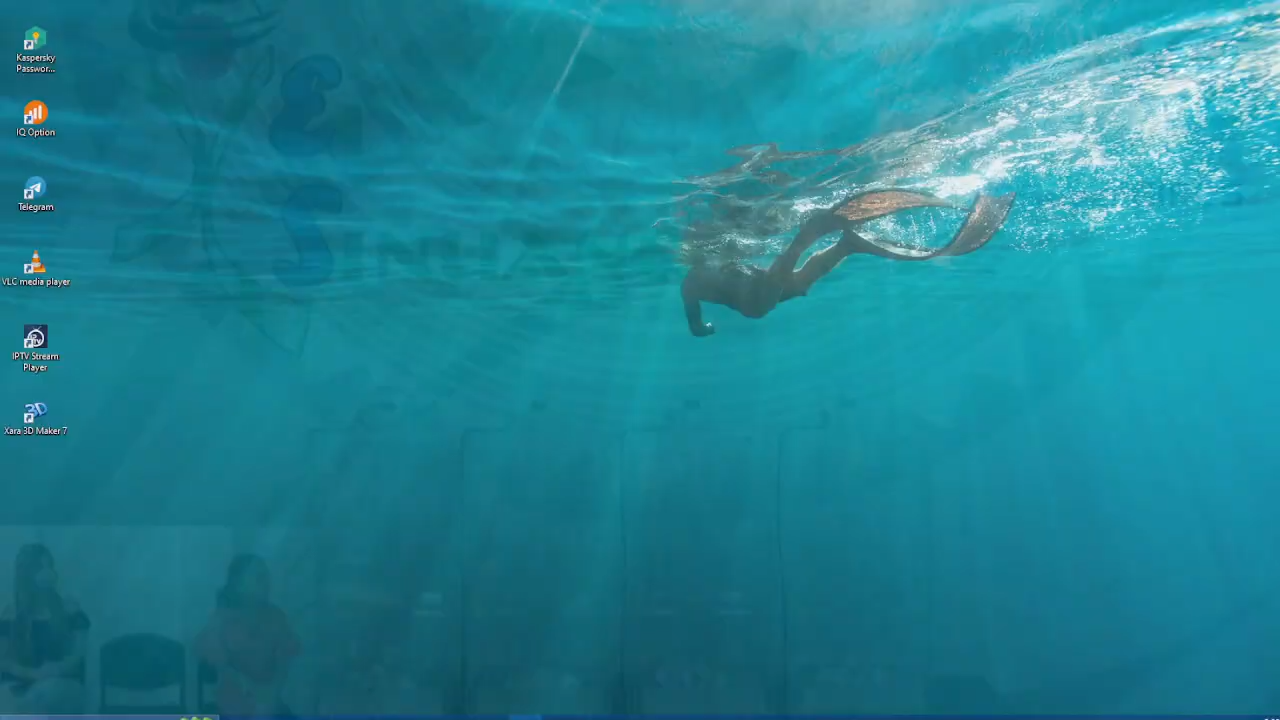 Kaspersky
Passwor...
IQ Option
Telegram
VLC media player
IPTV Stream
Player
Xara 3D Maker 7